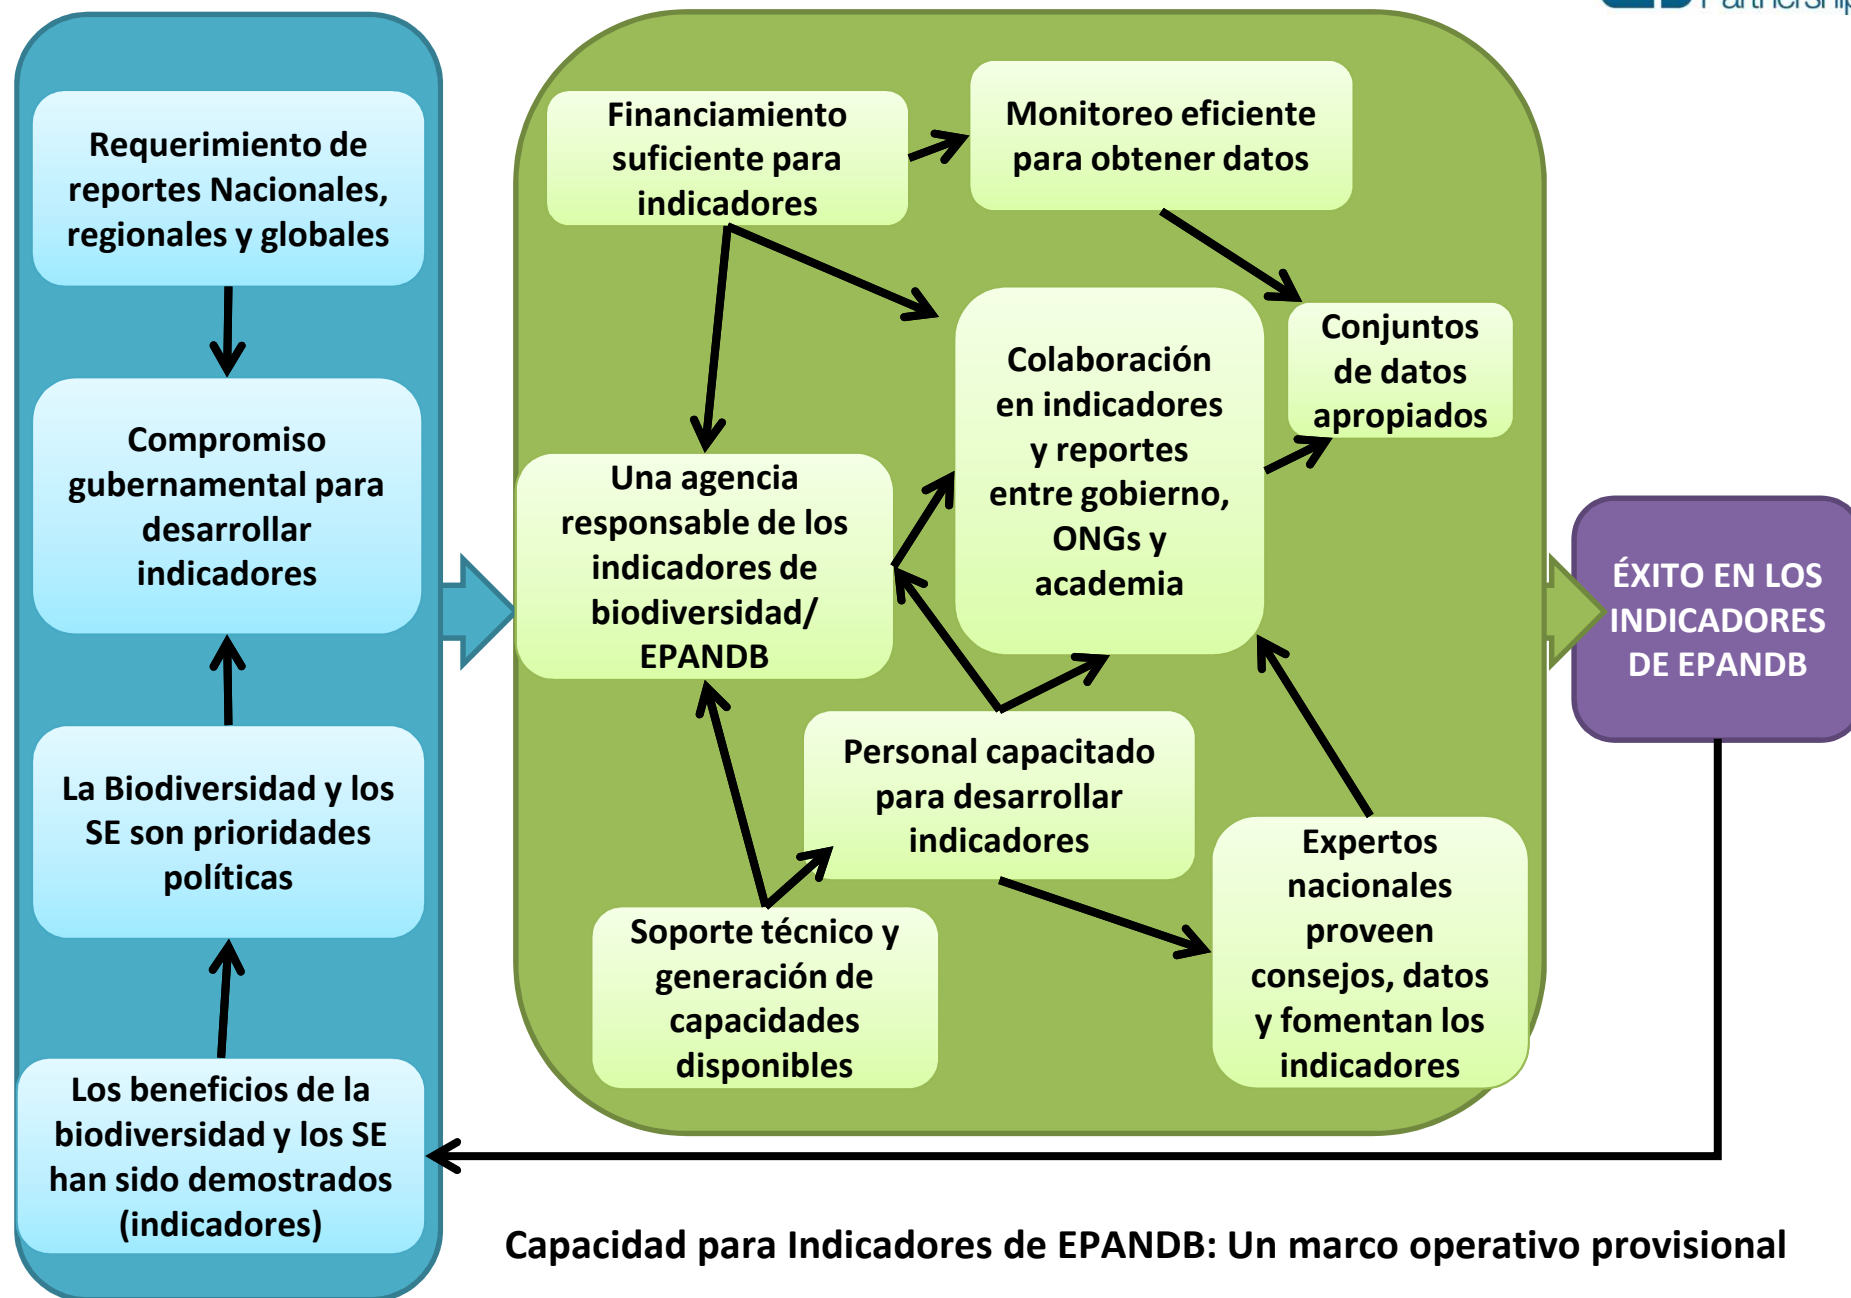 Partnership
Requerimiento de
reportes Nacionales,
regionales y globales
Compromiso
gubernamental para
desarrollar
indicadores
La Biodiversidad y los
SE son prioridades
políticas
Los beneficios de la
biodiversidad y los SE
han sido demostrados
(indicadores)
Financiamiento
suficiente para
indicadores
Monitoreo eficiente
para obtener datos
Conjuntos
de datos
apropiados
Colaboración
en indicadores
y reportes
entre gobierno,
ONGs y
academia
Una agencia
responsable de los
indicadores de
biodiversidad/
EPANDB
Personal capacitado
para desarrollar
indicadores
Soporte técnico y
generación de
capacidades
disponibles
Expertos
nacionales
proveen
consejos, datos
y fomentan los
indicadores
ÉXITO EN LOS
INDICADORES
DE EPANDB
Capacidad para Indicadores de EPANDB: Un marco operativo provisional